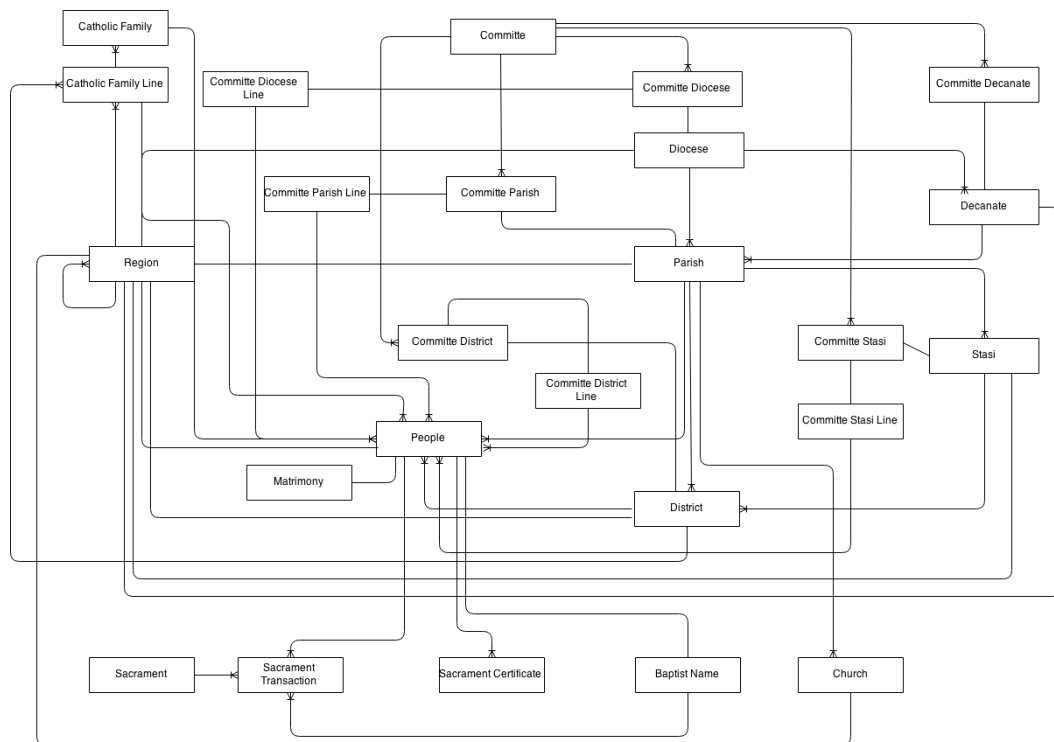 Catholic Family
Committe
Catholic Family Line
Committe Diocese
Line
Committe Diocese
Committe Decanate
Diocese
Committe Parish Line
Committe Parish
Decanate
Region
Parish
Committe District
Committe Stasi
Stasi
Committe District
Line
Committe Stasi Line
People
Matrimony
District
Sacrament
Sacrament
Transaction
Sacrament Certificate
Baptist Name
Church